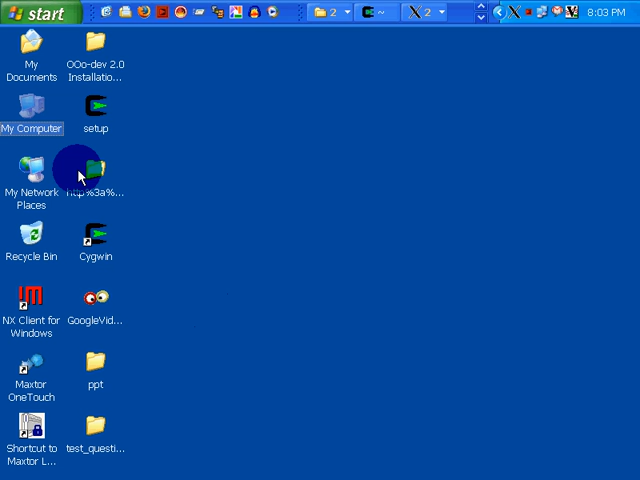 start
2
~
2
8:03 PM
My Documents
OOo-dev 2.0
Installatio...
My Computer
setup
My Network
Places
http%3a%...
Recycle Bin
Cygwin
NX Client for
Windows
GoogleVid...
Maxtor
OneTouch
ppt
Shortcut to
Maxtor L...
test_questi...